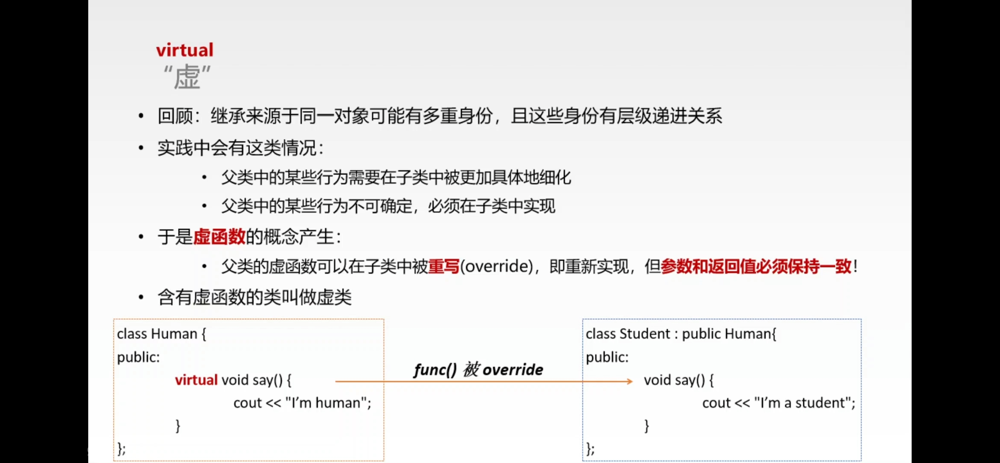 virtual
“虚”
• 回顾：继承来源于同一对象可能有多重身份，且这些身份有层级递进关系
• 实践中会有这类情况：
• 父类中的某些行为需要在子类中被更加具体地细化
• 父类中的某些行为不可确定，必须在子类中实现
• 于是虚函数的概念产生：
• 父类的虚函数可以在子类中被重写(override)，即重新实现，但参数和返回值必须保持一致！
• 含有虚函数的类叫做虚类
class Human {
public:
virtual void say() {
cout << "I’m human";
}
};
func() 被 override
class Student : public Human{
public:
void say() {
cout << "I’m a student";
}
};